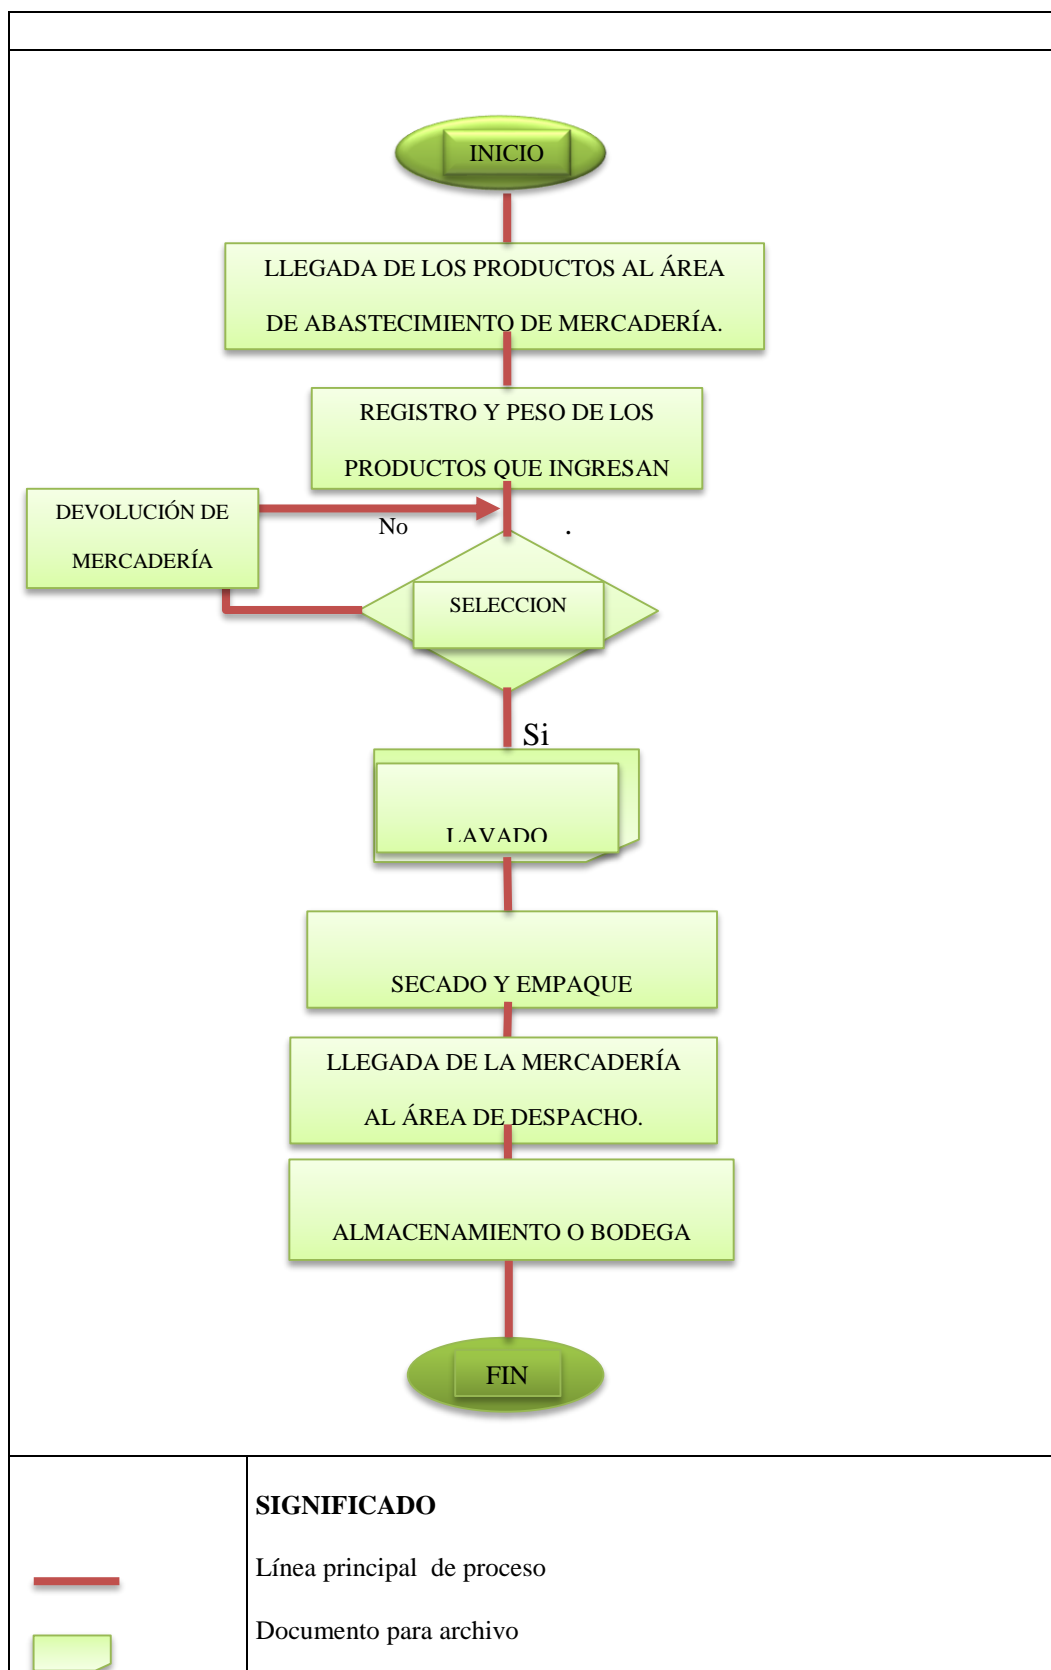 INICIO
LLEGADA DE LOS PRODUCTOS AL ÁREA
DE ABASTECIMIENTO DE MERCADERÍA.
REGISTRO Y PESO DE LOS
PRODUCTOS QUE INGRESAN
.
DEVOLUCIÓN DE
MERCADERÍA
No
SELECCION
Si
LAVADO
SECADO Y EMPAQUE
LLEGADA DE LA MERCADERÍA
AL ÁREA DE DESPACHO.
ALMACENAMIENTO O BODEGA
FIN
SIGNIFICADO
Línea principal de proceso
Documento para archivo